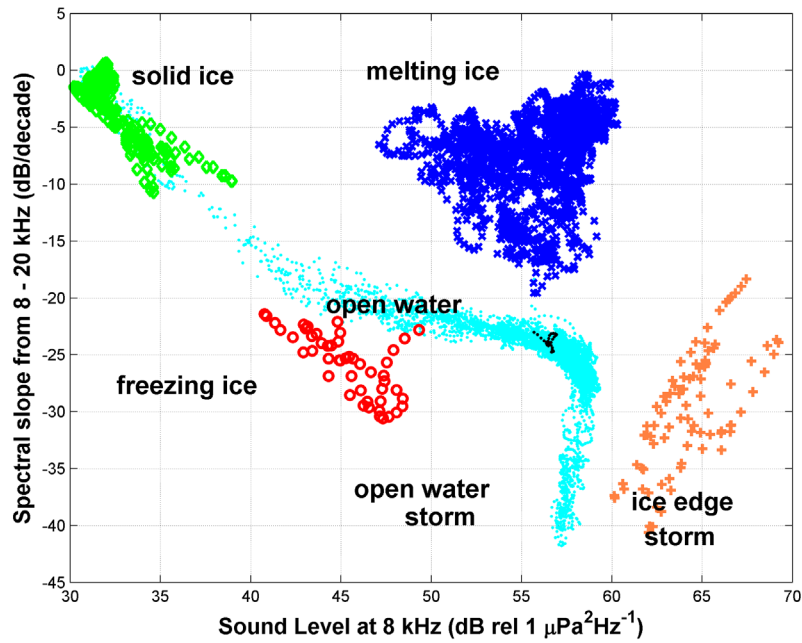 5
0
-5
-10
-15
-20
-25
-30
-35
-40
-45
Spectral slope from 8 - 20 kHz (dB/decade)
solid ice
melting ice
open water
freezing ice
open water
storm
ice edge
storm
30 35 40 45 50 55 60 65 70
Sound Level at 8 kHz (dB rel 1 μPa²Hz⁻¹)